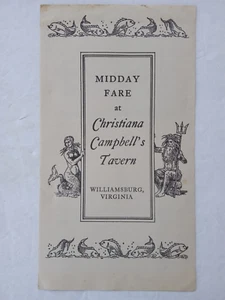 MIDDAY
FARE
at
Christiana
Campbell's
Tavern
WILLIAMSBURG,
VIRGINIA